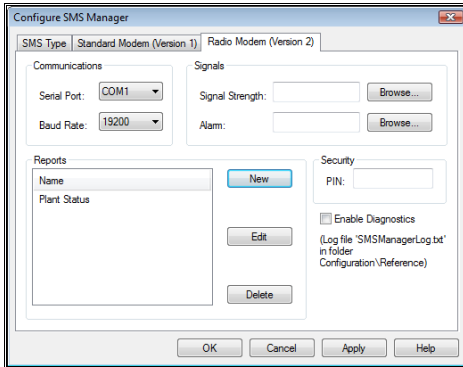 Configure SMS Manager
SMS Type Standard Modem (Version 1) Radio Modem (Version 2)
Communications
Serial Port: COM1
Baud Rate: 19200
Signals
Signal Strength: Browse...
Alarm: Browse...
Reports
Name
Plant Status
New
Edit
Delete
Security
PIN:
Enable Diagnostics
(Log file 'SMSManagerLog.txt'
in folder
Configuration\Reference)
OK Cancel Apply Help